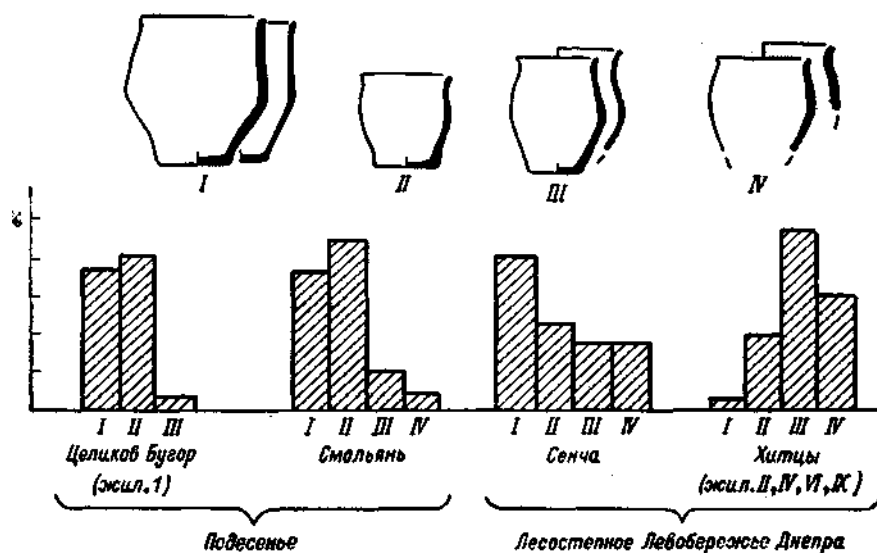 I
II
III
IV
%
I II III
I II III IV
I II III IV
I II III IV
Целиков Бугор
(жил. 1)
Смольянь
Сенча
Хитцы
(жил. II, IV, VI, IX)
Подесенье
Лесостепное Левобережье Днепра